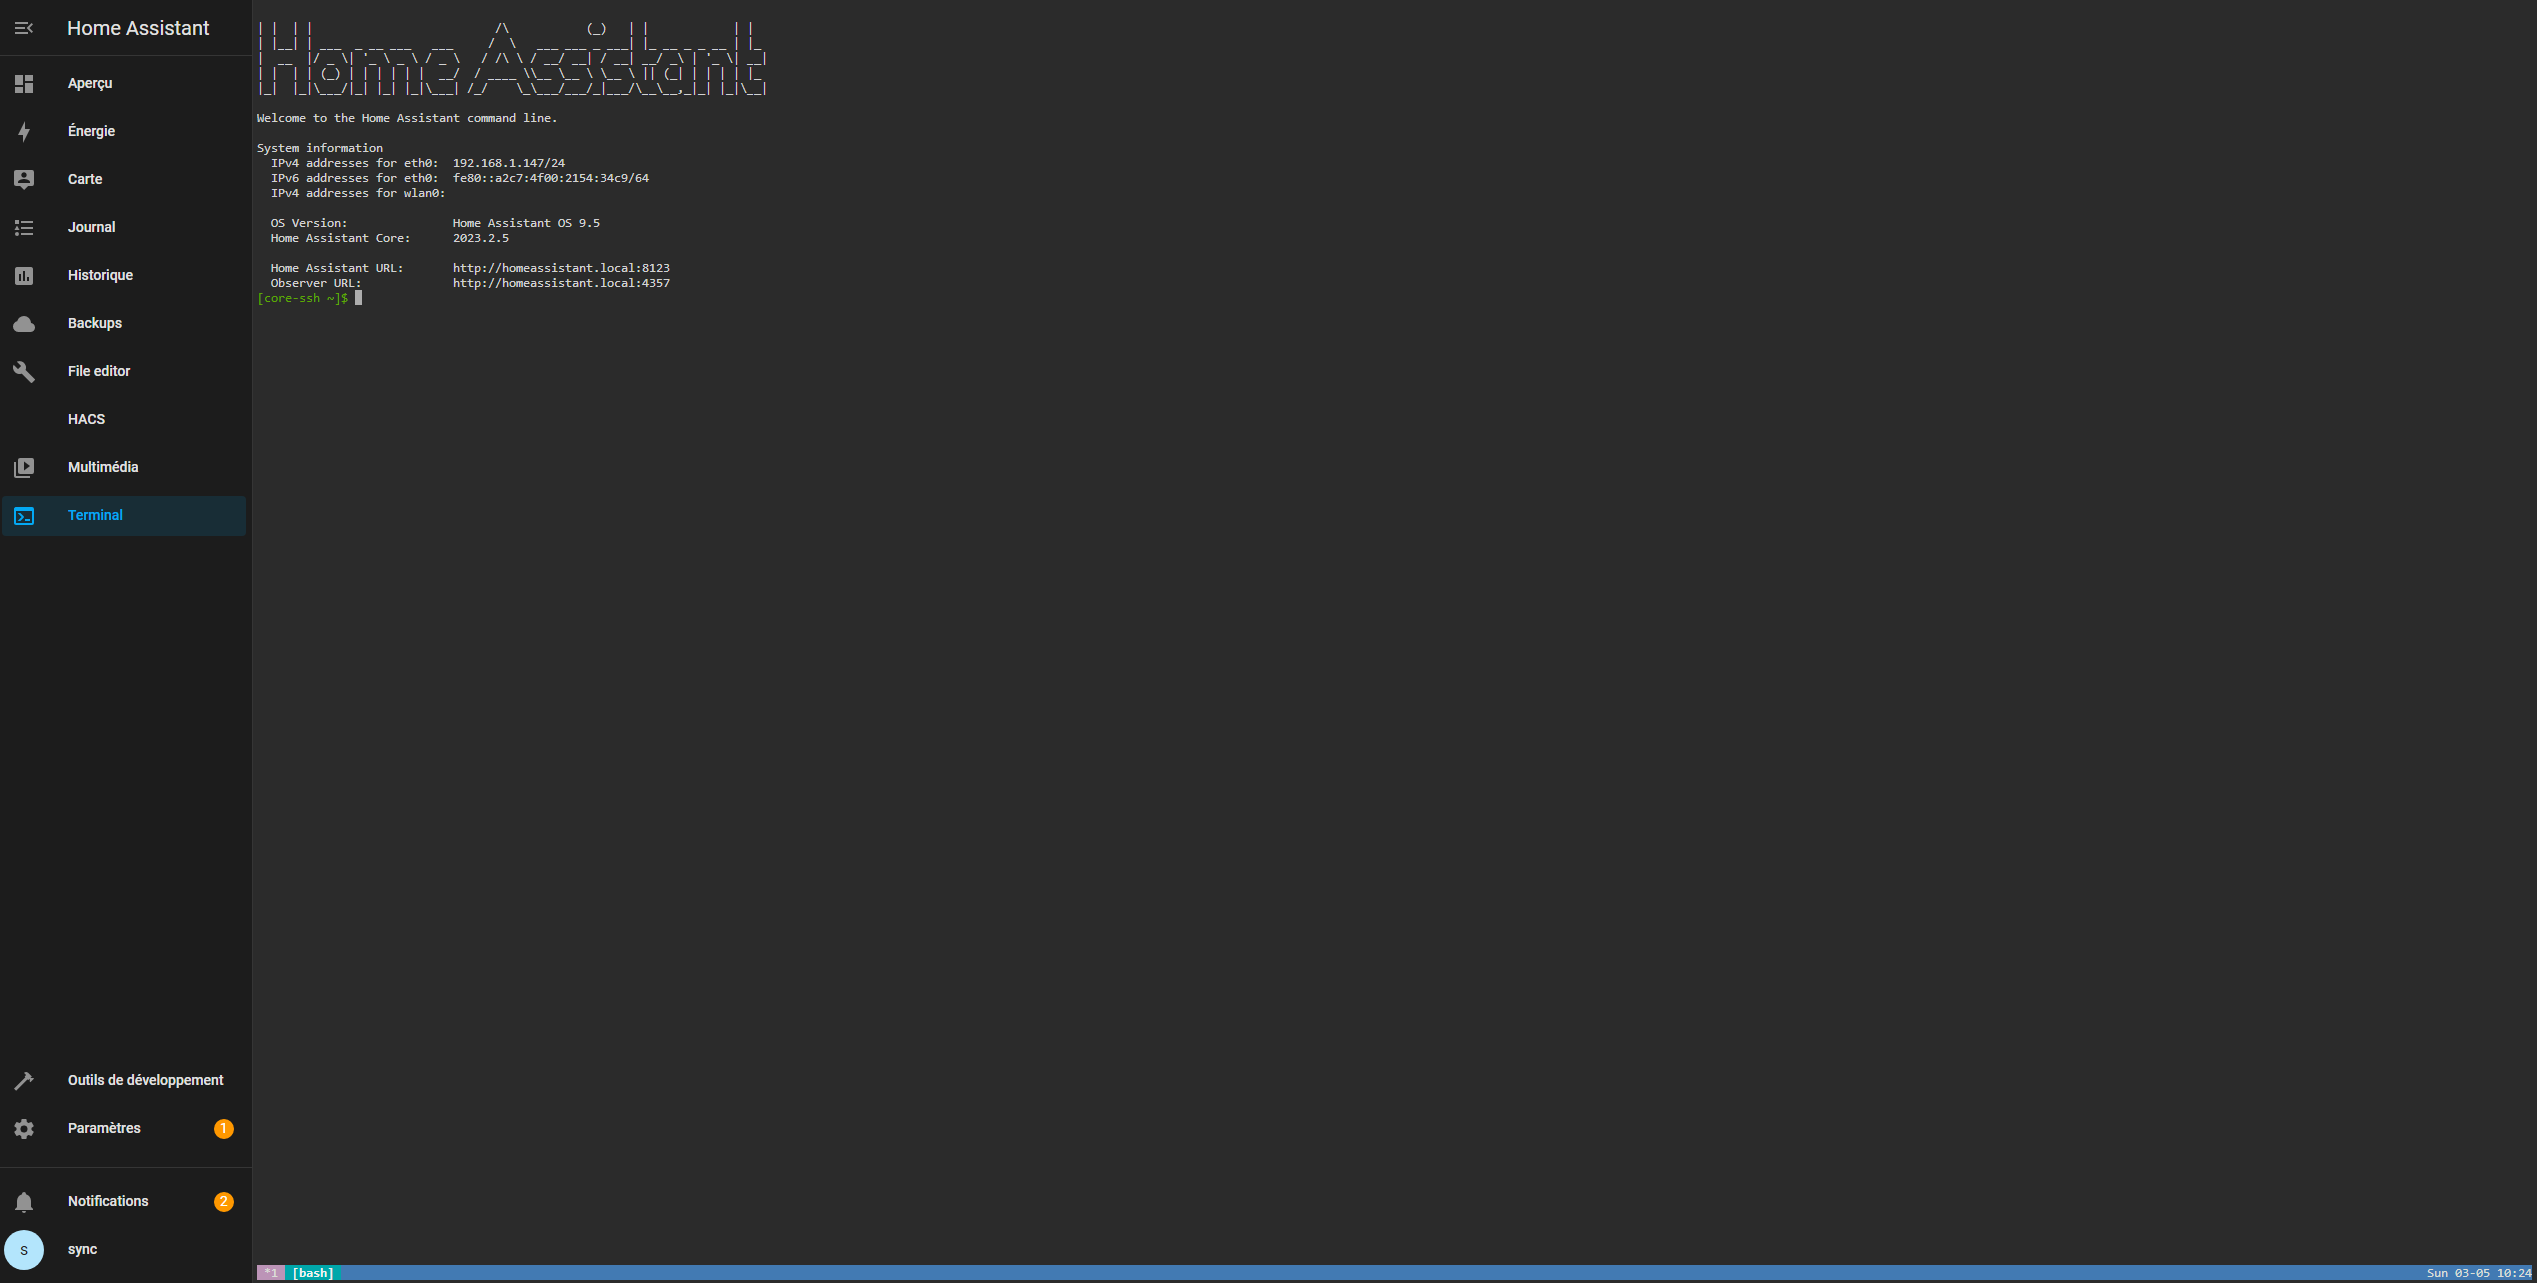 Home Assistant
Aperçu
Énergie
Carte
Journal
Historique
Backups
File editor
HACS
Multimédia
Terminal
Outils de développement
Paramètres 1
Notifications 2
S sync
Home Assistant
Welcome to the Home Assistant command line.
System information
IPv4 addresses for eth0: 192.168.1.147/24
IPv6 addresses for eth0: fe80::a2c7:4f00:2154:34c9/64
IPv4 addresses for wlan0:
OS Version: Home Assistant OS 9.5
Home Assistant Core: 2023.2.5
Home Assistant URL: http://homeassistant.local:8123
Observer URL: http://homeassistant.local:4357
[core-ssh ~]$
*1 [bash] Sun 03-05 10:24